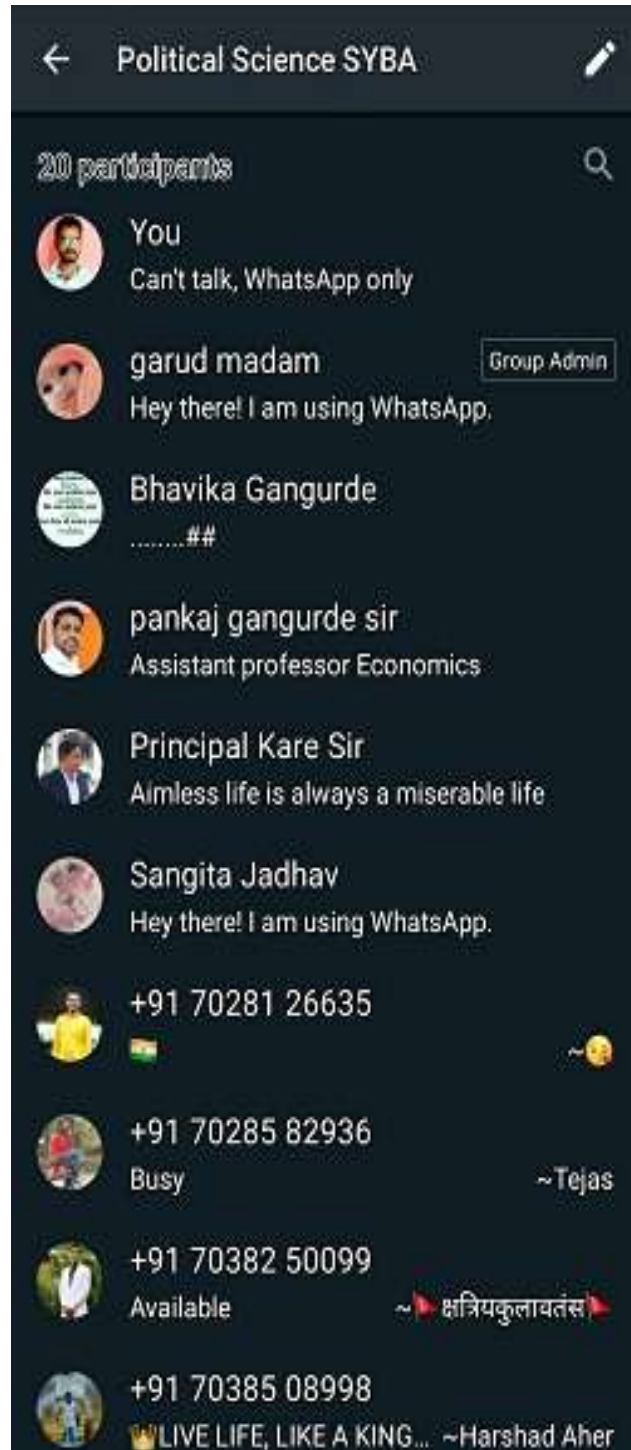 Political Science SYBA
20 participants
You
Can't talk, WhatsApp only
garud madam
Group Admin
Hey there! I am using WhatsApp.
Bhavika Gangurde
........##
pankaj gangurde sir
Assistant professor Economics
Principal Kare Sir
Aimless life is always a miserable life
Sangita Jadhav
Hey there! I am using WhatsApp.
+91 70281 26635
🇮🇳 ~😘
+91 70285 82936
Busy ~Tejas
+91 70382 50099
Available ~🚩क्षत्रियकुलावतंस🚩
+91 70385 08998
👑LIVE LIFE, LIKE A KING... ~Harshad Aher